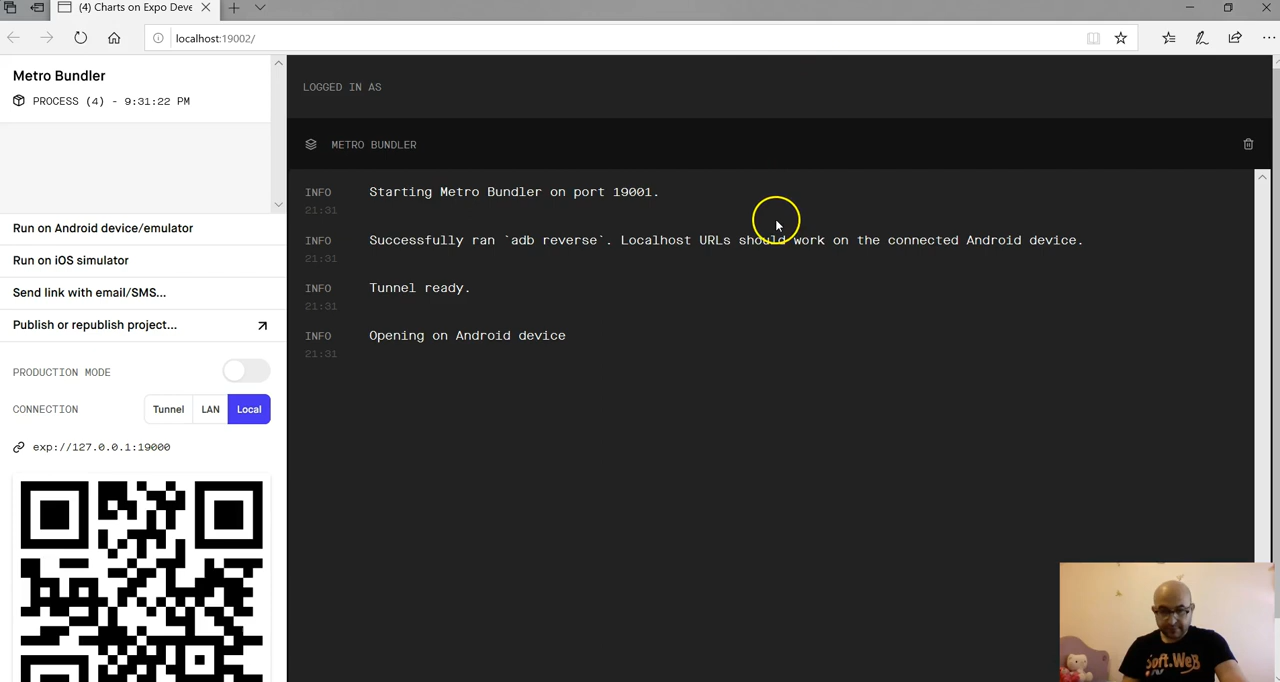 (4) Charts on Expo Deve
localhost:19002/
Metro Bundler
PROCESS (4) - 9:31:22 PM
Run on Android device/emulator
Run on iOS simulator
Send link with email/SMS...
Publish or republish project...
PRODUCTION MODE
CONNECTION
Tunnel
LAN
Local
exp://127.0.0.1:19000
LOGGED IN AS
METRO BUNDLER
INFO Starting Metro Bundler on port 19001.
21:31
INFO Successfully ran `adb reverse`. Localhost URLs should work on the connected Android device.
21:31
INFO Tunnel ready.
21:31
INFO Opening on Android device
21:31
Soft.WeB